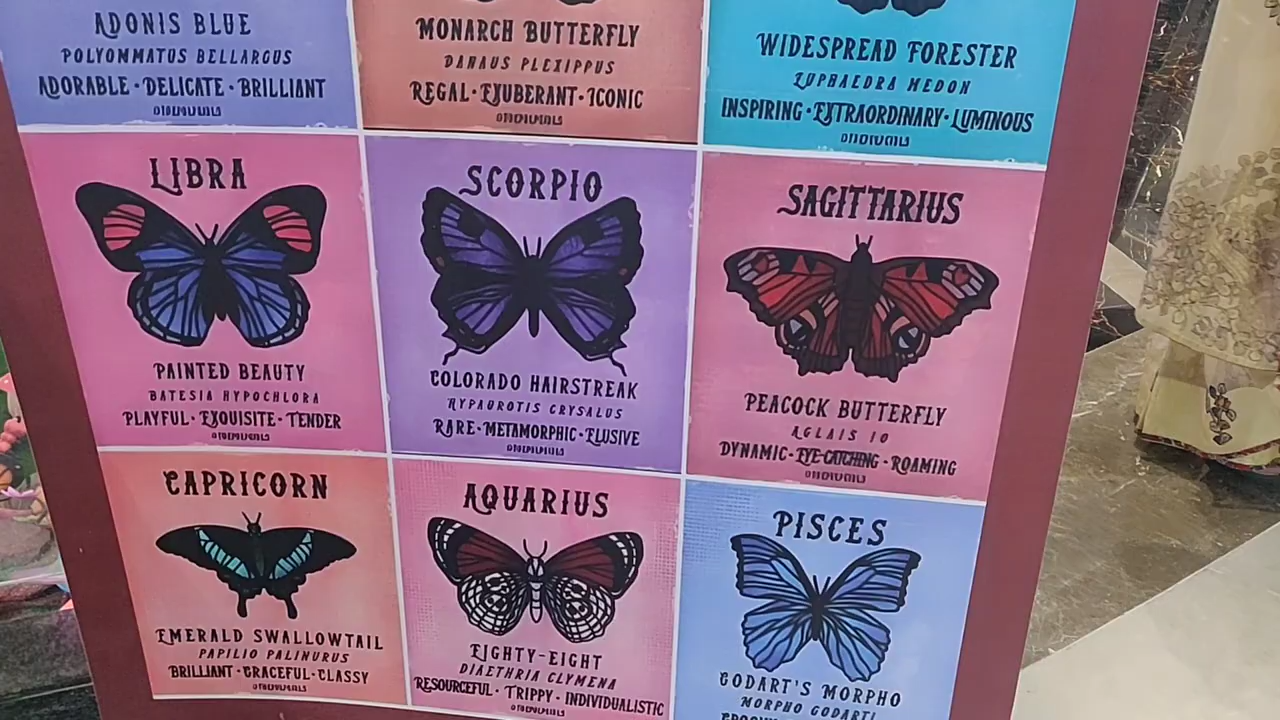 ADONIS BLUE
POLYOMMATUS BELLARGUS
ADORABLE · DELICATE · BRILLIANT
MONARCH BUTTERFLY
DANAUS PLEXIPPUS
REGAL · EXUBERANT · ICONIC
WIDESPREAD FORESTER
EUPHAEDRA MEDON
INSPIRING · EXTRAORDINARY · LUMINOUS
LIBRA
PAINTED BEAUTY
BATESIA HYPOCHLORA
PLAYFUL · EXQUISITE · TENDER
SCORPIO
COLORADO HAIRSTREAK
HYPAUROTIS CRYSALUS
RARE · METAMORPHIC · ELUSIVE
SAGITTARIUS
PEACOCK BUTTERFLY
AGLAIS IO
DYNAMIC · EYE-CATCHING · ROAMING
CAPRICORN
EMERALD SWALLOWTAIL
PAPILIO PALINURUS
BRILLIANT · GRACEFUL · CLASSY
AQUARIUS
EIGHTY-EIGHT
DIAETHRIA CLYMENA
RESOURCEFUL · TRIPPY · INDIVIDUALISTIC
PISCES
GODART'S MORPHO
MORPHO GODARTI